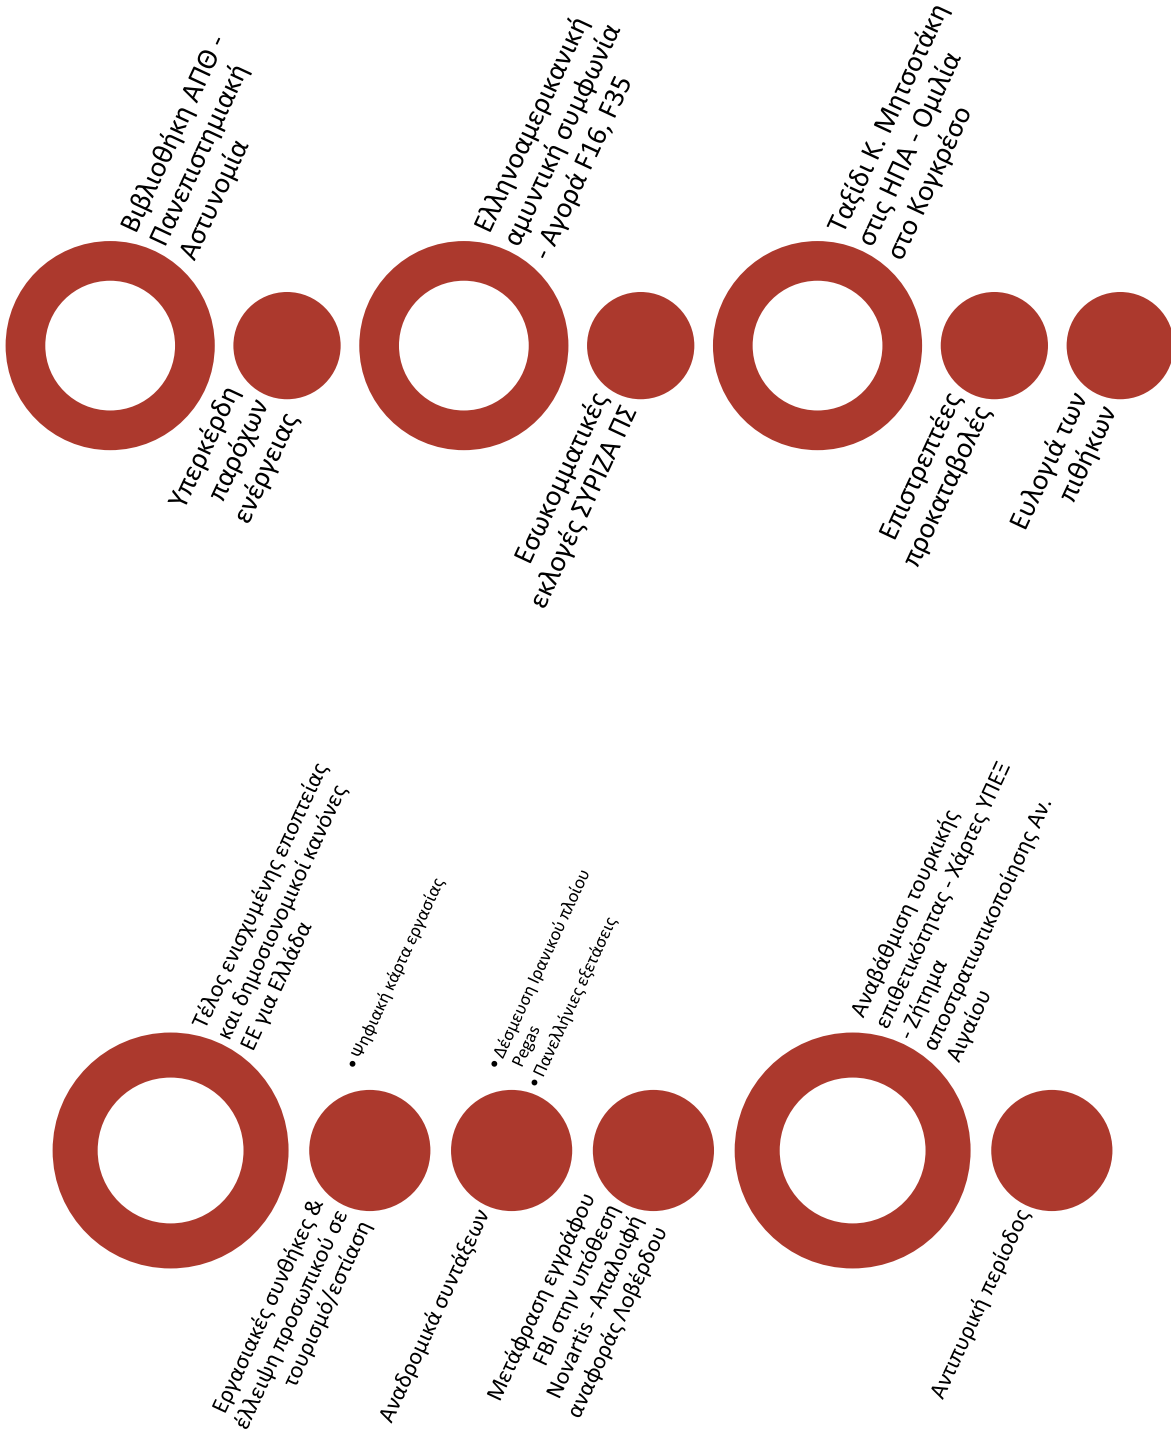 Βιβλιοθήκη ΑΠΘ -
Πανεπιστημιακή
Αστυνομία
Υπερκέρδη
παρόχων
ενέργειας
Ελληνοαμερικανική
αμυντική συμφωνία
- Αγορά F16, F35
Εσωκομματικές
εκλογές ΣΥΡΙΖΑ ΠΣ
Ταξίδι Κ. Μητσοτάκη
στις ΗΠΑ - Ομιλία
στο Κογκρέσο
Επιστρεπτέες
προκαταβολές
Ευλογιά των
πιθήκων
Τέλος ενισχυμένης εποπτείας
και δημοσιονομικοί κανόνες
ΕΕ για Ελλάδα
Εργασιακές συνθήκες &
έλλειψη προσωπικού σε
τουρισμό/εστίαση
• Ψηφιακή κάρτα εργασίας
Αναδρομικά συντάξεων
• Δέσμευση Ιρανικού πλοίου
Pegas
• Πανελλήνιες εξετάσεις
Μετάφραση εγγράφου
FBI στην υπόθεση
Novartis - Απαλοιφή
αναφοράς Λοβέρδου
Αναβάθμιση τουρκικής
επιθετικότητας - Χάρτες ΥΠΕΞ
- Ζήτημα
αποστρατιωτικοποίησης Αν.
Αιγαίου
Αντιπυρική περίοδος